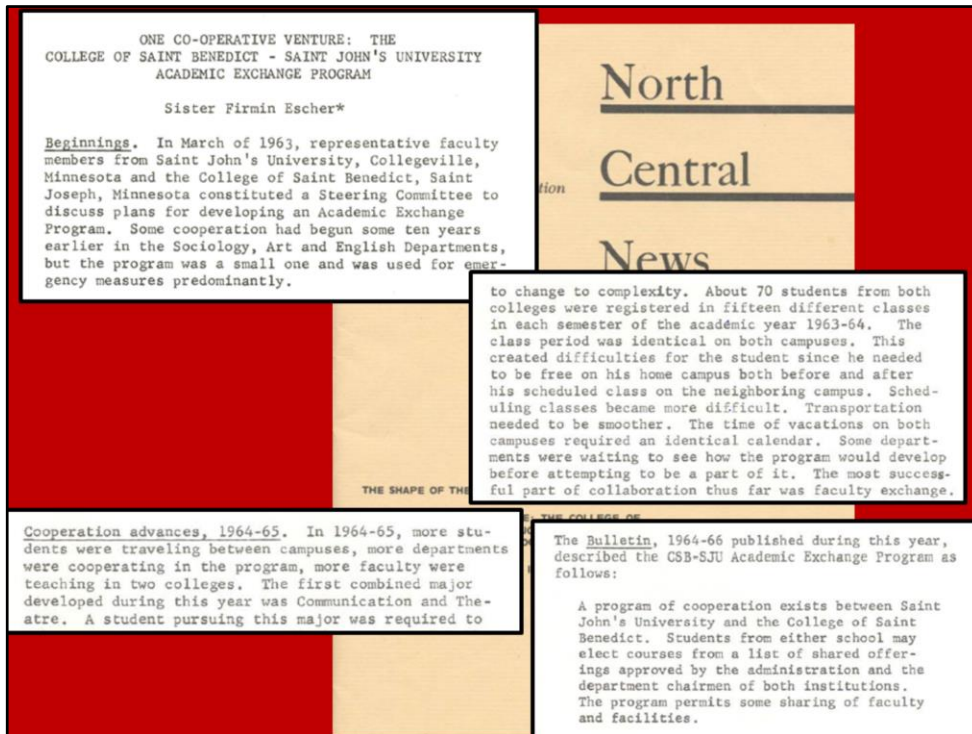 ONE CO-OPERATIVE VENTURE: THE
COLLEGE OF SAINT BENEDICT - SAINT JOHN'S UNIVERSITY
ACADEMIC EXCHANGE PROGRAM
Sister Firmin Escher*
Beginnings. In March of 1963, representative faculty
members from Saint John's University, Collegeville,
Minnesota and the College of Saint Benedict, Saint
Joseph, Minnesota constituted a Steering Committee to
discuss plans for developing an Academic Exchange
Program. Some cooperation had begun some ten years
earlier in the Sociology, Art and English Departments,
but the program was a small one and was used for emer-
gency measures predominantly.
North
Central
News
tion
to change to complexity. About 70 students from both
colleges were registered in fifteen different classes
in each semester of the academic year 1963-64. The
class period was identical on both campuses. This
created difficulties for the student since he needed
to be free on his home campus both before and after
his scheduled class on the neighboring campus. Sched-
uling classes became more difficult. Transportation
needed to be smoother. The time of vacations on both
campuses required an identical calendar. Some depart-
ments were waiting to see how the program would develop
before attempting to be a part of it. The most success-
ful part of collaboration thus far was faculty exchange.
THE SHAPE OF THE
THE COLLEGE OF
Cooperation advances, 1964-65. In 1964-65, more stu-
dents were traveling between campuses, more departments
were cooperating in the program, more faculty were
teaching in two colleges. The first combined major
developed during this year was Communication and The-
atre. A student pursuing this major was required to
The Bulletin, 1964-66 published during this year,
described the CSB-SJU Academic Exchange Program as
follows:
A program of cooperation exists between Saint
John's University and the College of Saint
Benedict. Students from either school may
elect courses from a list of shared offer-
ings approved by the administration and the
department chairmen of both institutions.
The program permits some sharing of faculty
and facilities.